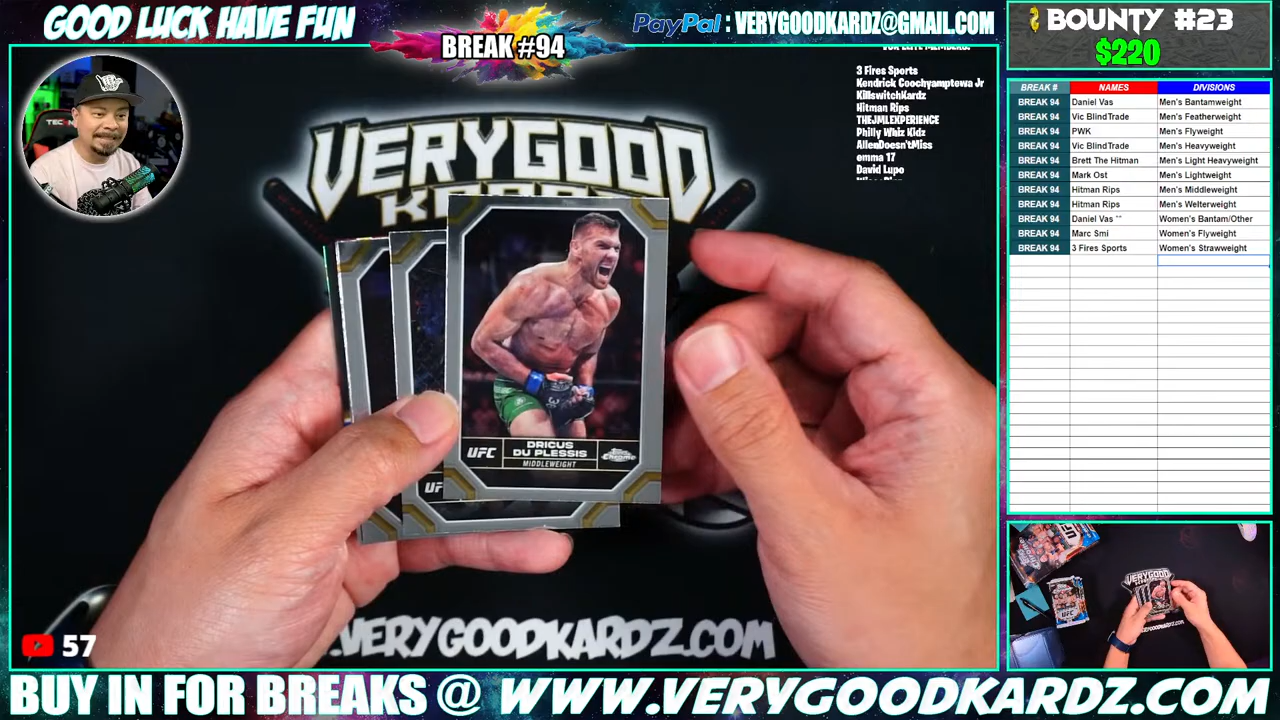 GOOD LUCK HAVE FUN
BREAK #94
PayPal : VERYGOODKARDZ@GMAIL.COM
BOUNTY #23
$220
3 Fires Sports
Kendrick Coochyamptewa Jr
KillswitchKardz
Hitman Rips
THEJMLEXPERIENCE
Philly Whiz Kidz
AllenDoesn'tMiss
emma 17
David Lupo
BREAK # NAMES DIVISIONS
BREAK 94 Daniel Vas Men's Bantamweight
BREAK 94 Vic BlindTrade Men's Featherweight
BREAK 94 PWK Men's Flyweight
BREAK 94 Vic BlindTrade Men's Heavyweight
BREAK 94 Brett The Hitman Men's Light Heavyweight
BREAK 94 Mark Ost Men's Lightweight
BREAK 94 Hitman Rips Men's Middleweight
BREAK 94 Hitman Rips Men's Welterweight
BREAK 94 Daniel Vas ** Women's Bantam/Other
BREAK 94 Marc Smi Women's Flyweight
BREAK 94 3 Fires Sports Women's Strawweight
VERYGOOD
UFC
DRICUS
DU PLESSIS
MIDDLEWEIGHT
Chrome
UF
.VERYGOODKARDZ.COM
57
VERYGOOD
UFC
BUY IN FOR BREAKS @ WWW.VERYGOODKARDZ.COM